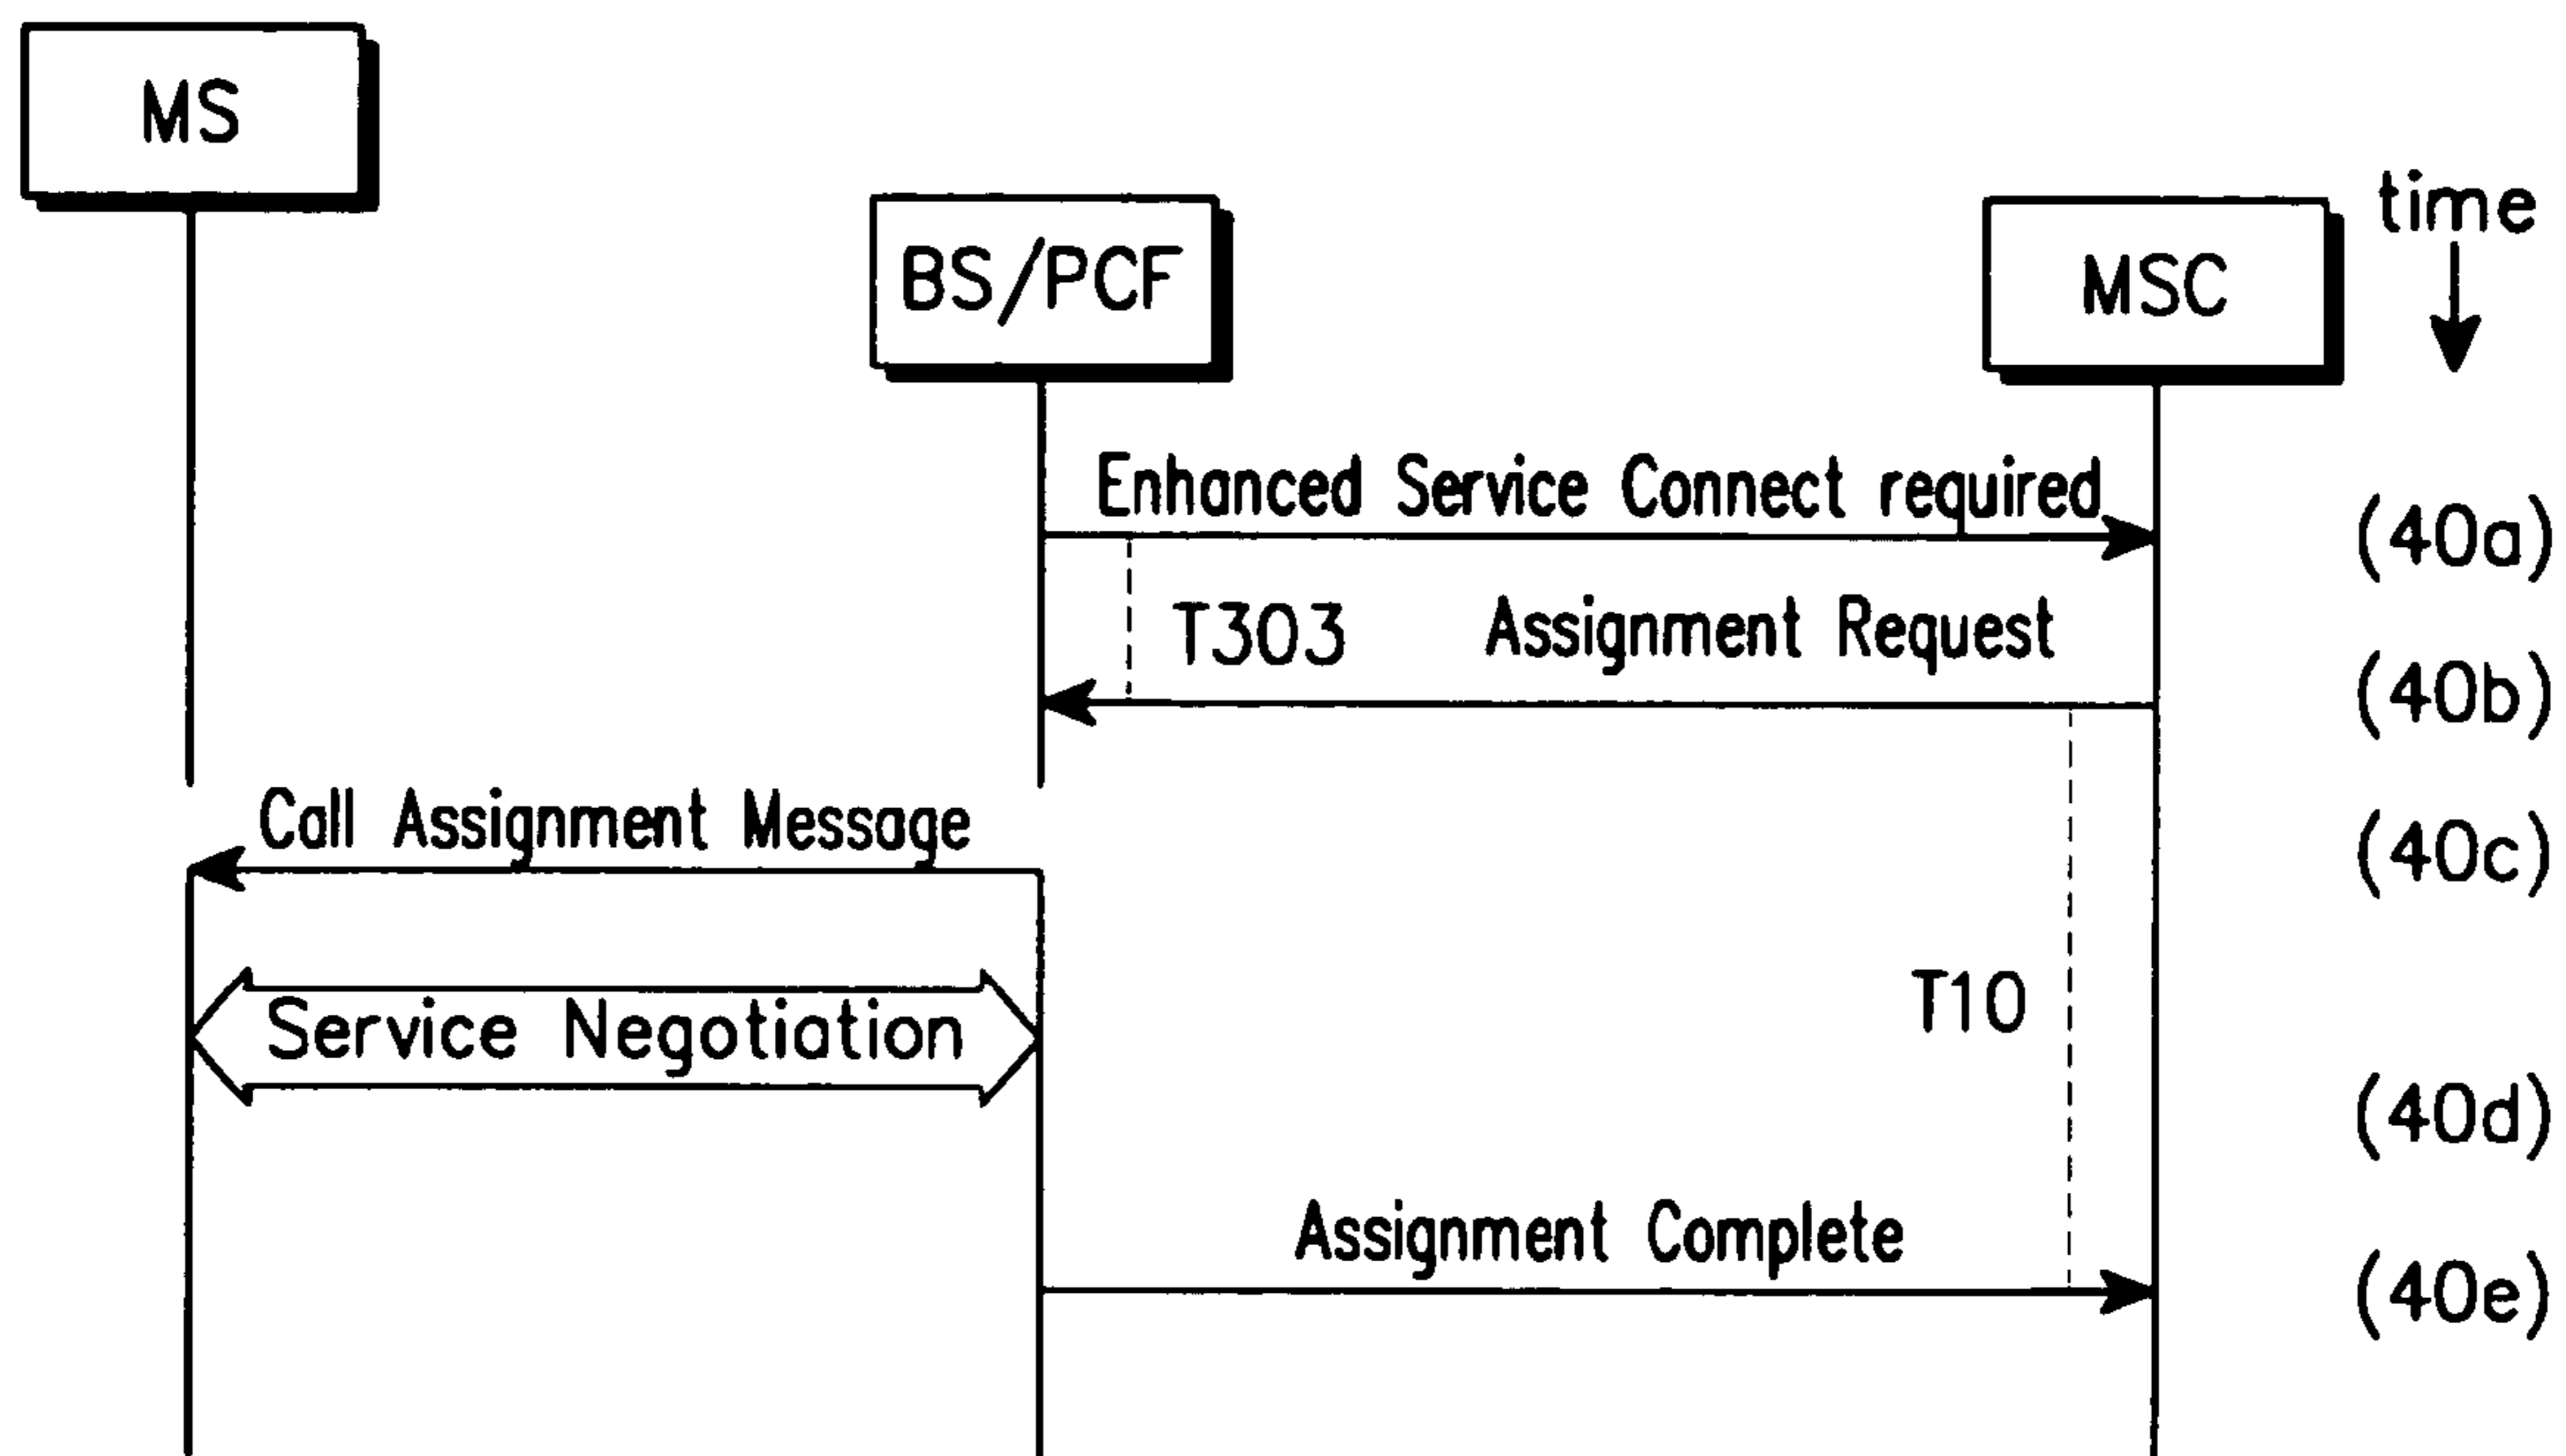 MS
BS/PCF
MSC
time
Enhanced Service Connect required
(40a)
T303
Assignment Request
(40b)
Call Assignment Message
(40c)
Service Negotiation
T10
(40d)
Assignment Complete
(40e)